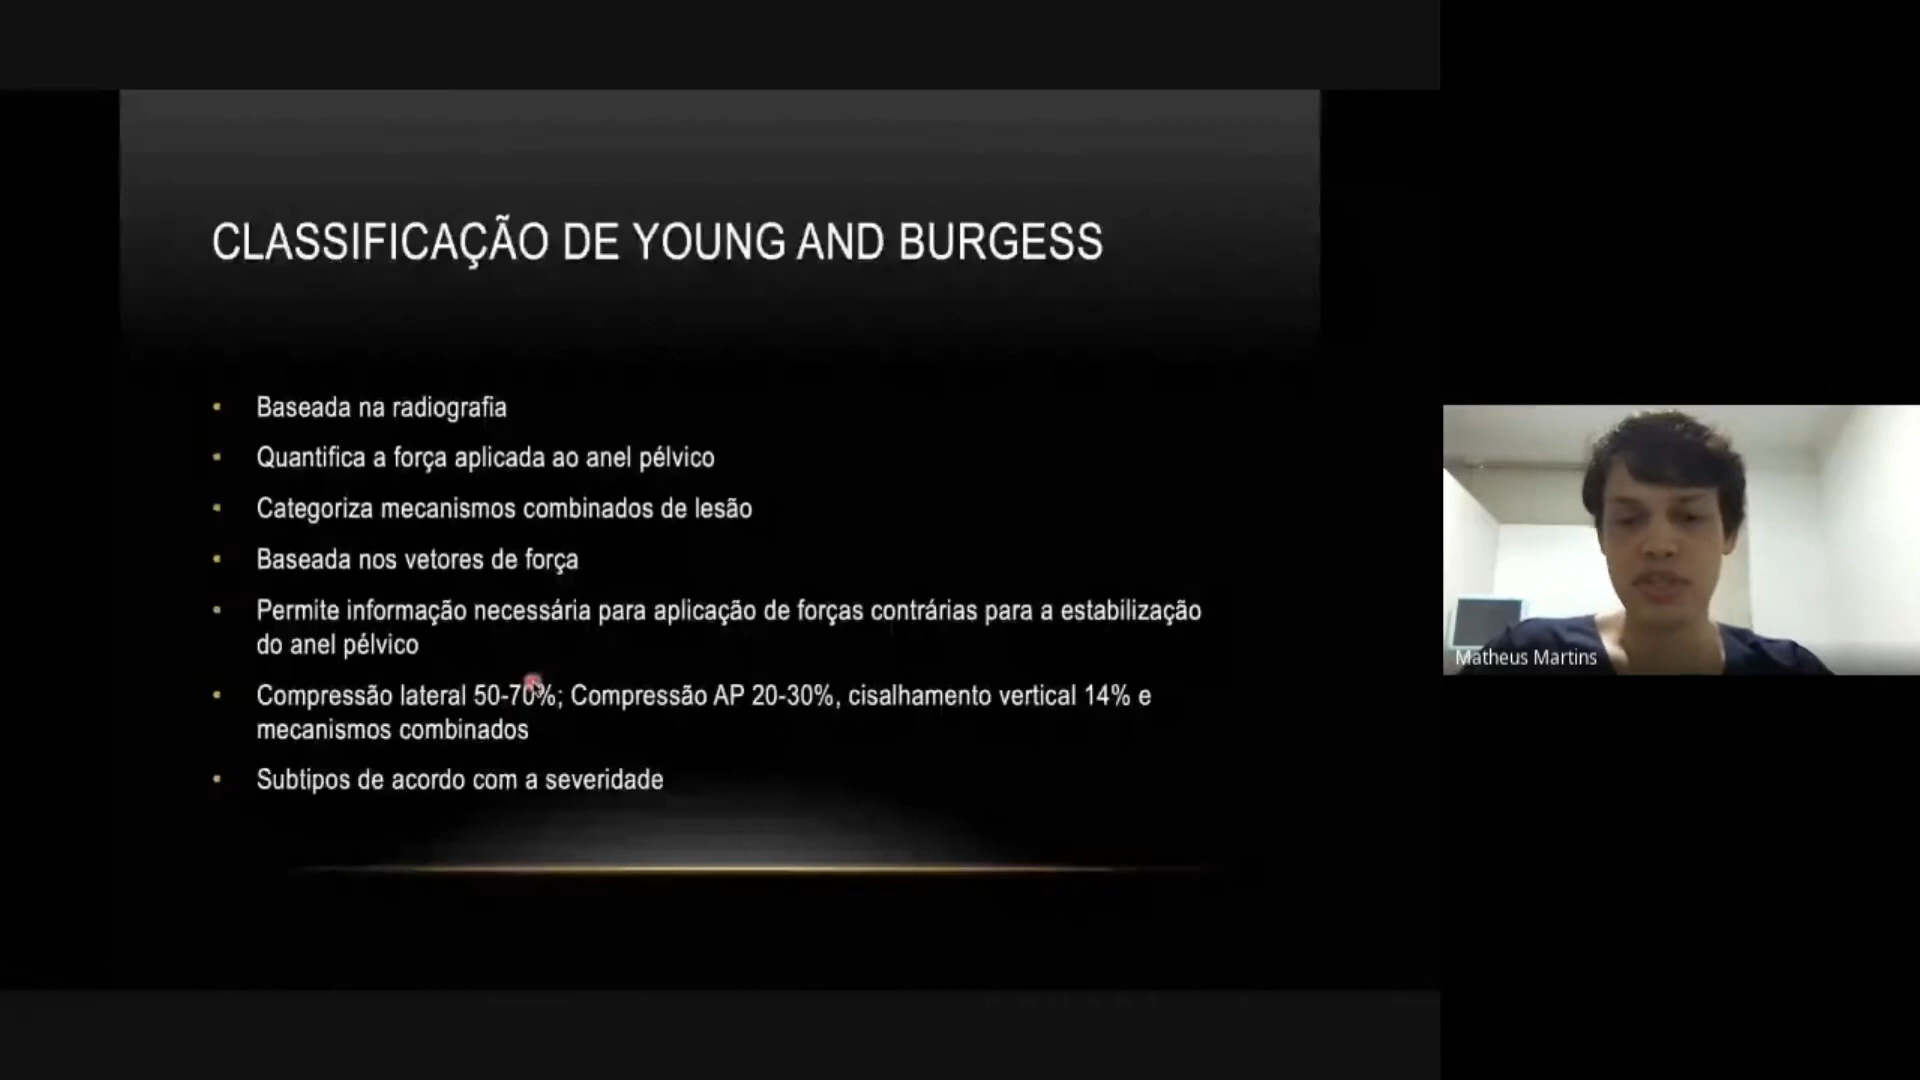 CLASSIFICAÇÃO DE YOUNG AND BURGESS
• Baseada na radiografia
• Quantifica a força aplicada ao anel pélvico
• Categoriza mecanismos combinados de lesão
• Baseada nos vetores de força
• Permite informação necessária para aplicação de forças contrárias para a estabilização
do anel pélvico
• Compressão lateral 50-70%; Compressão AP 20-30%, cisalhamento vertical 14% e
mecanismos combinados
• Subtipos de acordo com a severidade
Matheus Martins